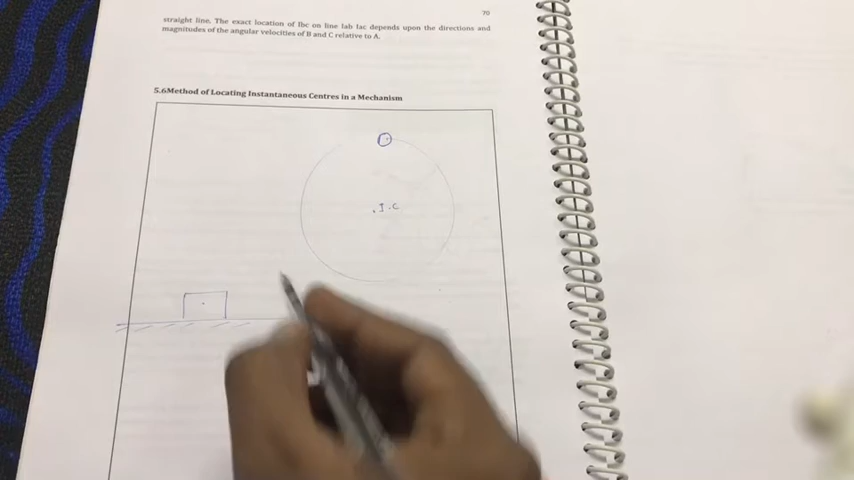 70
straight line. The exact location of Ibc on line Iab Iac depends upon the directions and
magnitudes of the angular velocities of B and C relative to A.
5.6Method of Locating Instantaneous Centres in a Mechanism
I.C